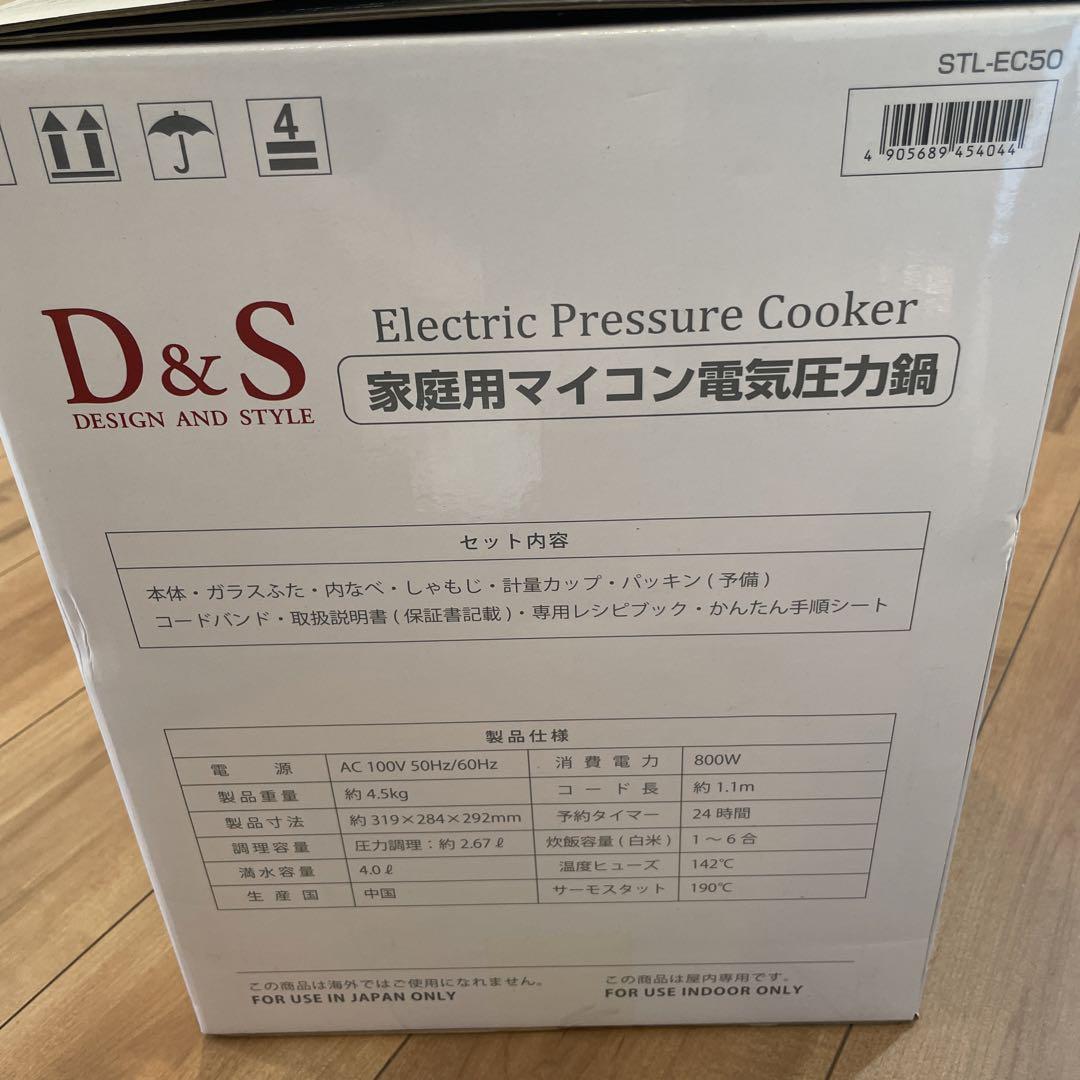 STL-EC50
4
4 905689 454044
D&S
DESIGN AND STYLE
Electric Pressure Cooker
家庭用マイコン電気圧力鍋
セット内容
本体・ガラスふた・内なべ・しゃもじ・計量カップ・パッキン(予備)
コードバンド・取扱説明書(保証書記載)・専用レシピブック・かんたん手順シート
製品仕様
電源 AC 100V 50Hz/60Hz 消費電力 800W
製品重量 約4.5kg コード長 約1.1m
製品寸法 約319×284×292mm 予約タイマー 24時間
調理容量 圧力調理:約2.67ℓ 炊飯容量(白米) 1~6合
満水容量 4.0ℓ 温度ヒューズ 142℃
生産国 中国 サーモスタット 190℃
この商品は海外ではご使用になれません。 この商品は屋内専用です。
FOR USE IN JAPAN ONLY FOR USE INDOOR ONLY